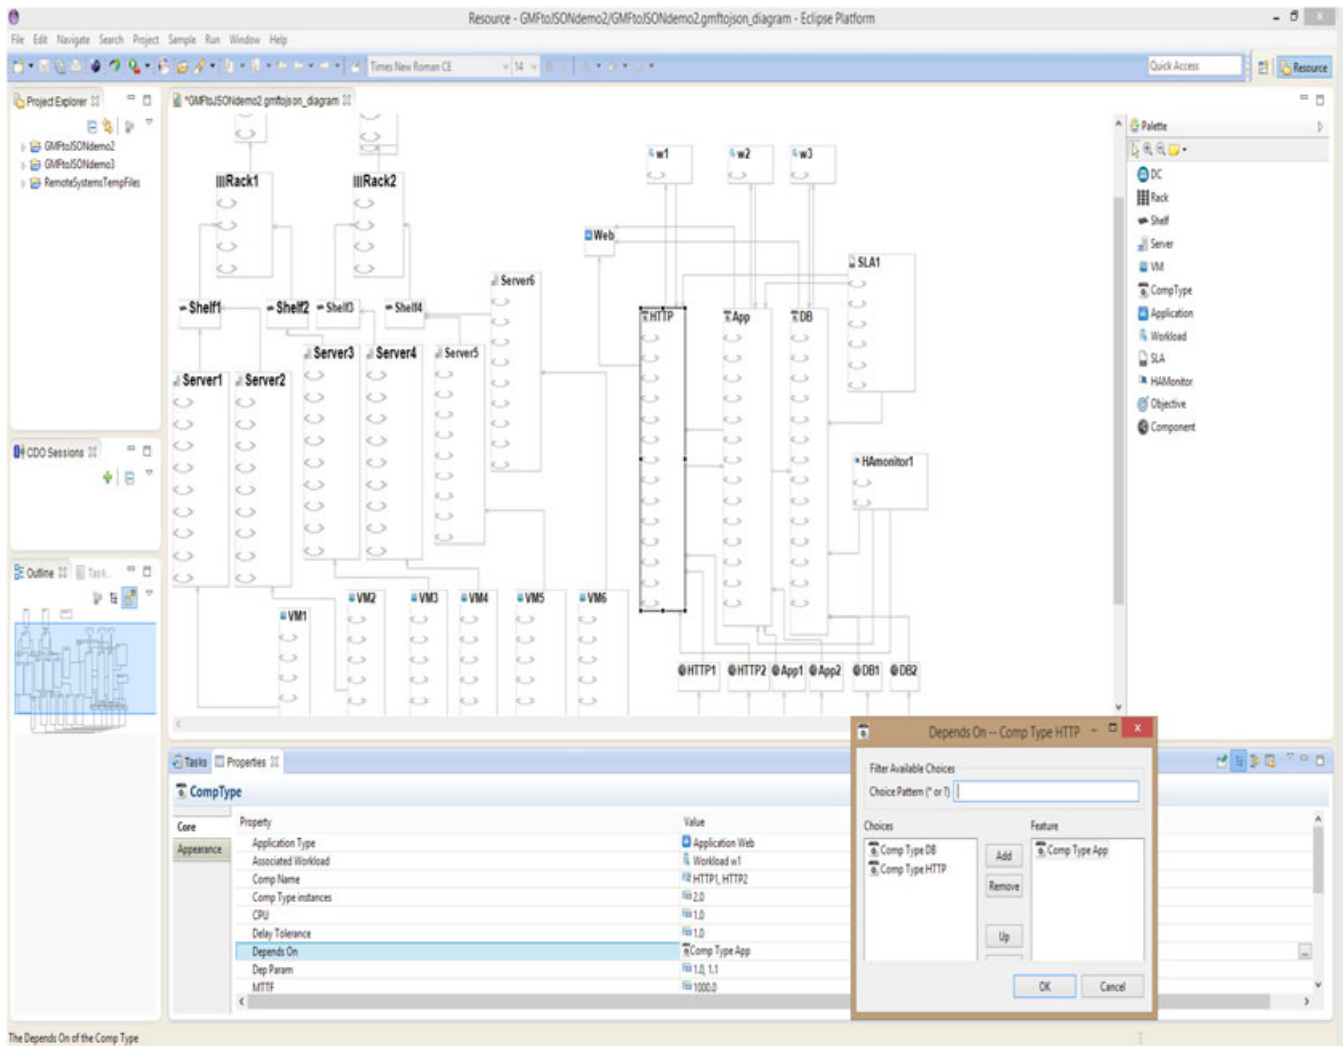 Resource - GMFtoJSONdemo2/GMFtoJSONdemo2.gmftojson_diagram - Eclipse Platform
File Edit Navigate Search Project Sample Run Window Help
Times New Roman CE
14
Quick Access
Resource
Project Explorer
GMFtoJSONdemo2
GMFtoJSONdemo3
RemoteSystemsTempFiles
CDO Sessions
Outline
Task...
*GMFtoJSONdemo2.gmftojson_diagram
Rack1
Rack2
w1
w2
w3
Web
SLA1
Server6
Shelf1
Shelf2
Shelf3
Shelf4
HTTP
App
DB
Server3
Server4
Server5
Server1
Server2
HAmonitor1
VM1
VM2
VM3
VM4
VM5
VM6
HTTP1
HTTP2
App1
App2
DB1
DB2
Palette
DC
Rack
Shelf
Server
VM
CompType
Application
Workload
SLA
HAMonitor
Objective
Component
Tasks
Properties
CompType
Core
Appearance
Property Value
Application Type Application Web
Associated Workload Workload w1
Comp Name HTTP1, HTTP2
Comp Type instances 2.0
CPU 1.0
Delay Tolerance 1.0
Depends On Comp Type App
Dep Param 1.0, 1.1
MTTF 1000.0
Depends On -- Comp Type HTTP
Filter Available Choices
Choice Pattern (* or ?)
Choices
Feature
Comp Type DB
Comp Type HTTP
Comp Type App
Add
Remove
Up
OK
Cancel
The Depends On of the Comp Type